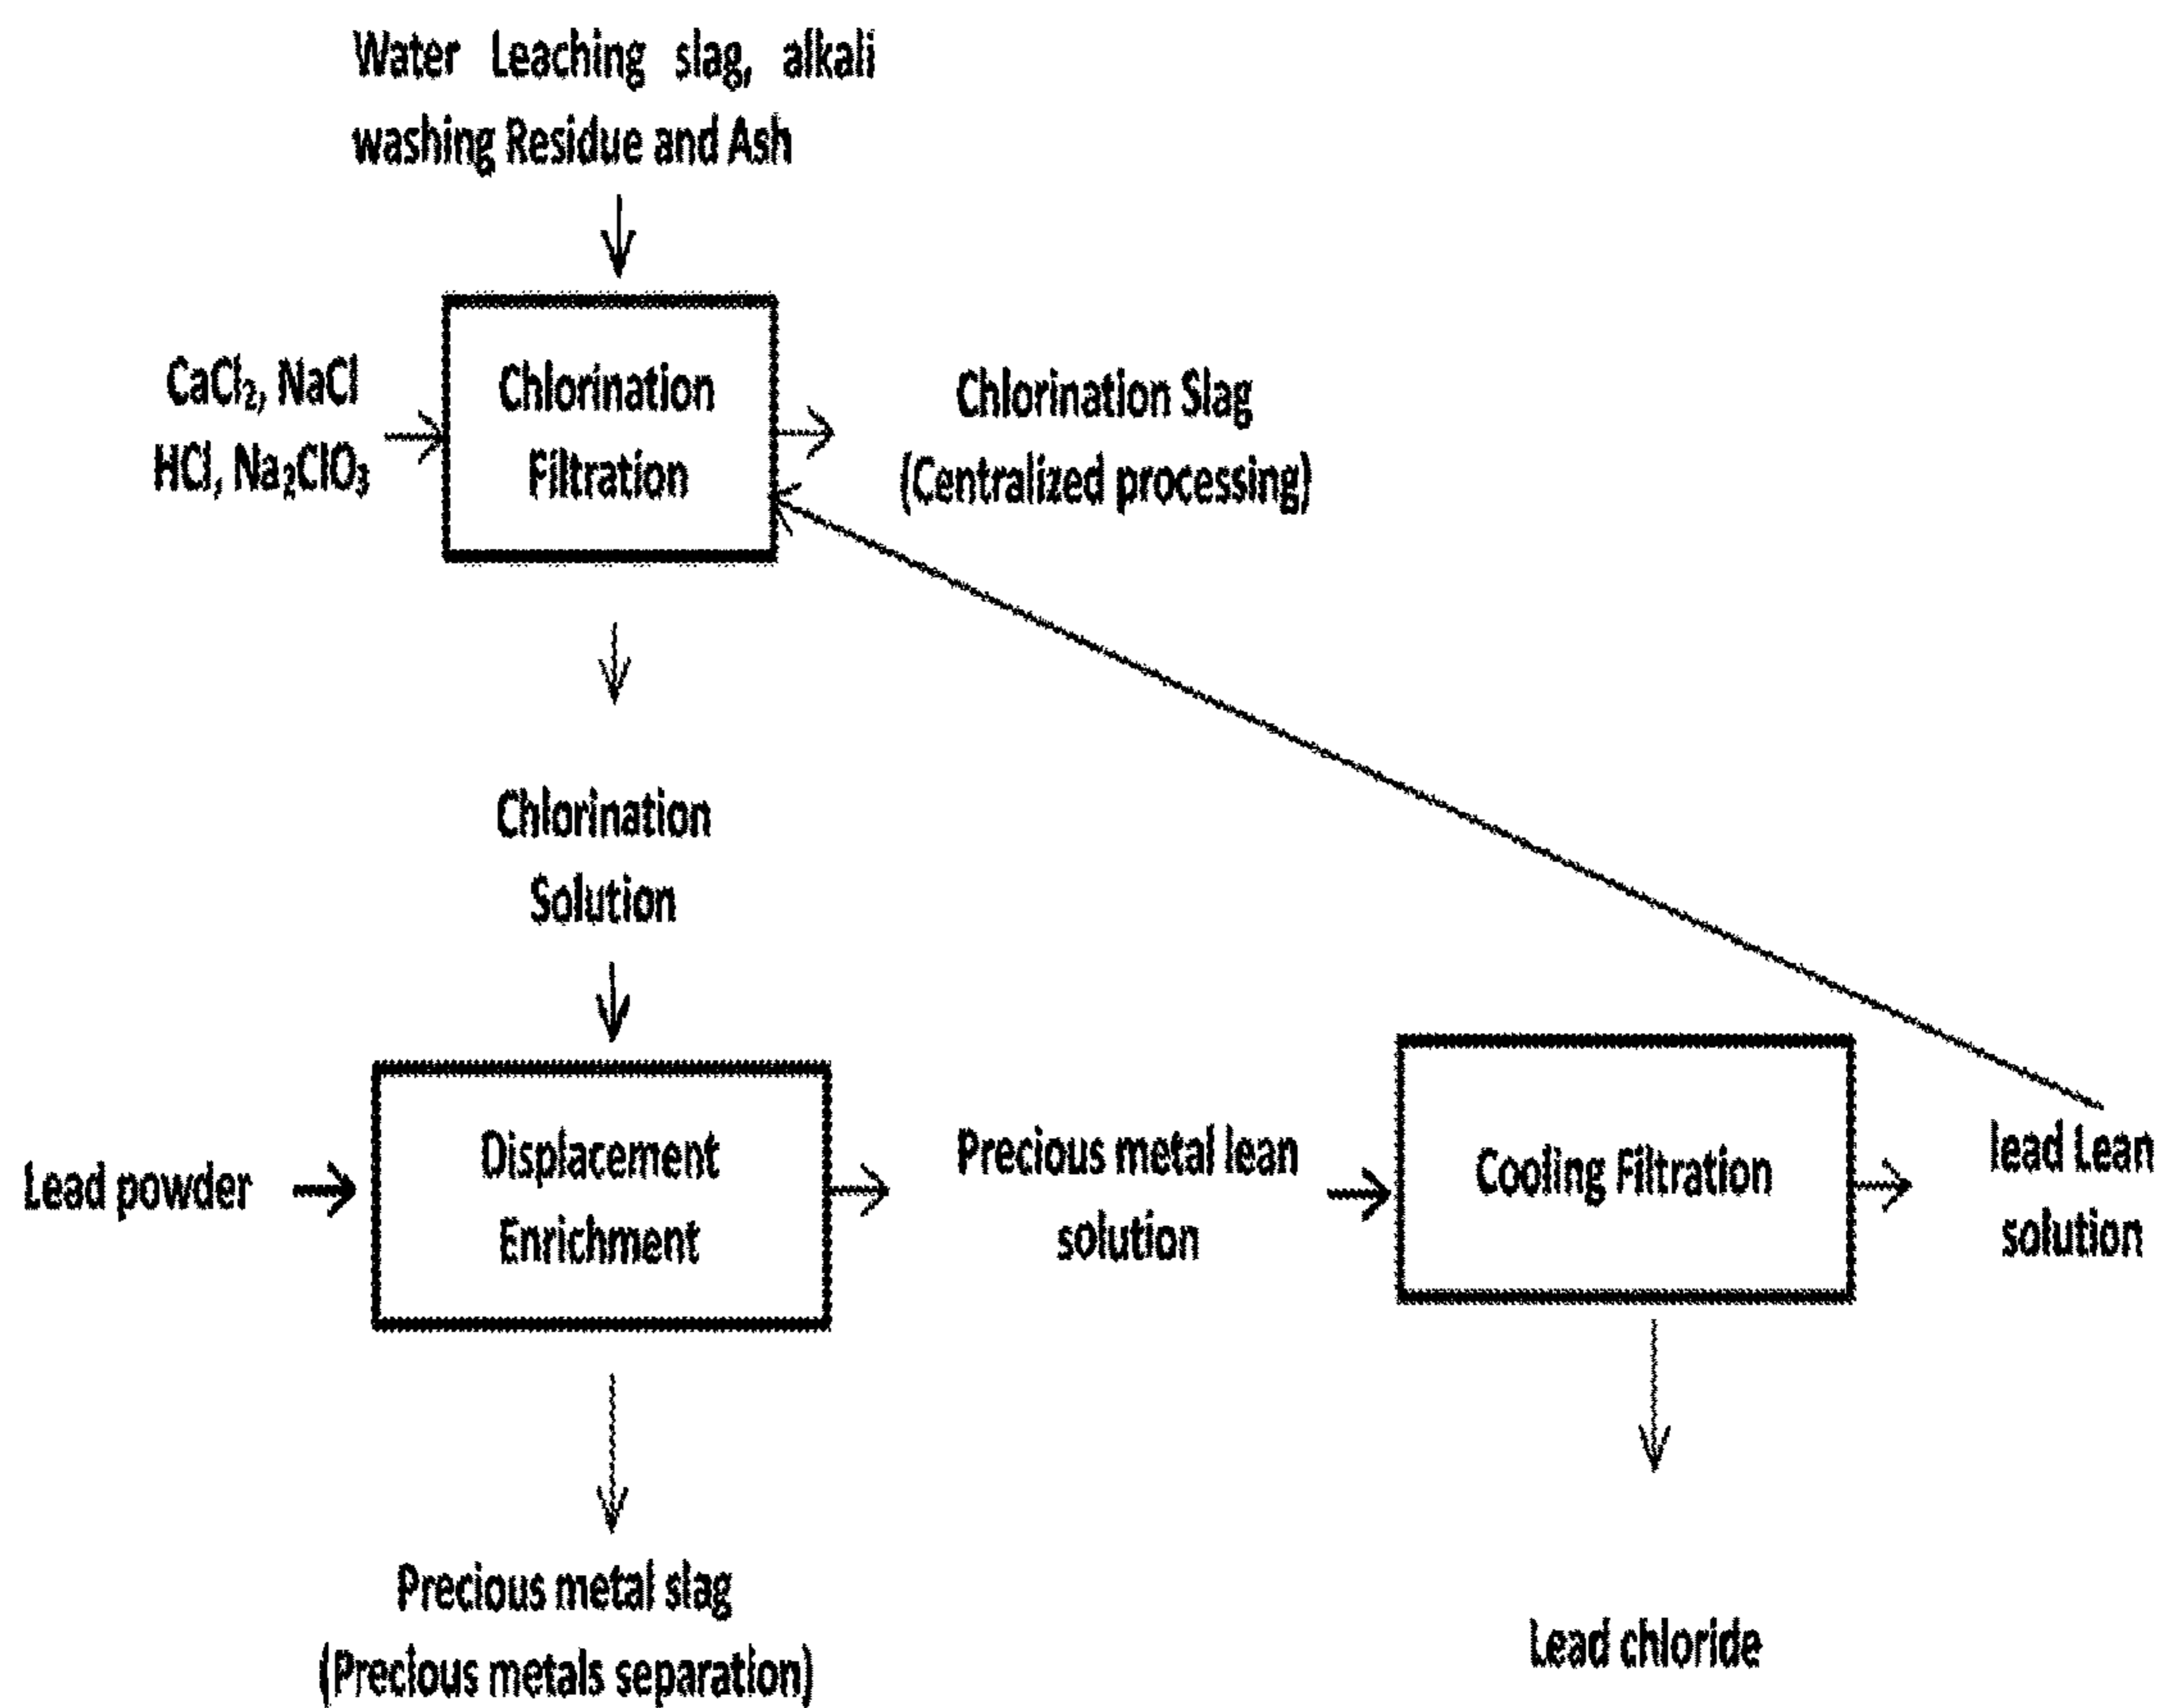 Water Leaching slag, alkali
washing Residue and Ash
CaCl₂, NaCl
HCl, Na₂ClO₃
Chlorination
Filtration
Chlorination Slag
(Centralized processing)
Chlorination
Solution
Lead powder
Displacement
Enrichment
Precious metal lean
solution
Cooling Filtration
lead Lean
solution
Precious metal slag
(Precious metals separation)
Lead chloride